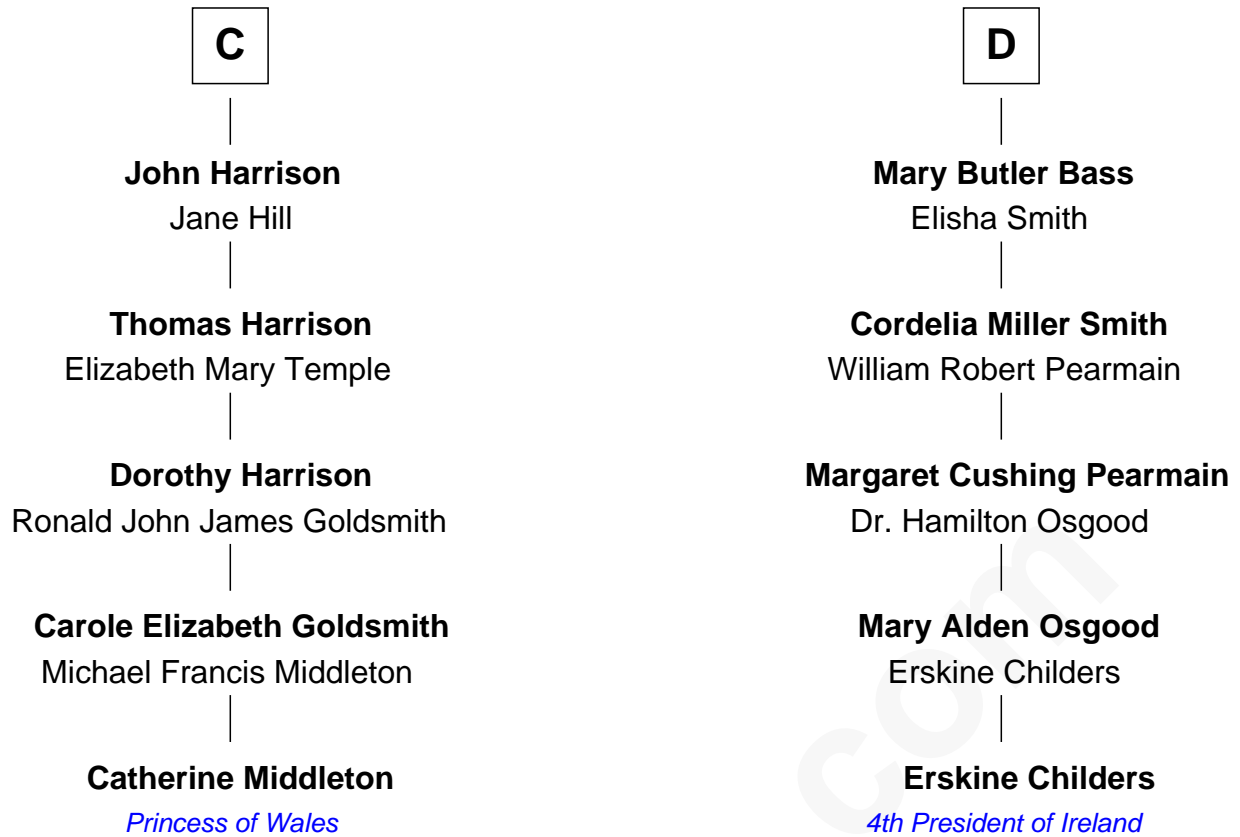 C
John Harrison
Jane Hill
Thomas Harrison
Elizabeth Mary Temple
Dorothy Harrison
Ronald John James Goldsmith
Carole Elizabeth Goldsmith
Michael Francis Middleton
Catherine Middleton
Princess of Wales
D
Mary Butler Bass
Elisha Smith
Cordelia Miller Smith
William Robert Pearmain
Margaret Cushing Pearmain
Dr. Hamilton Osgood
Mary Alden Osgood
Erskine Childers
Erskine Childers
4th President of Ireland
com